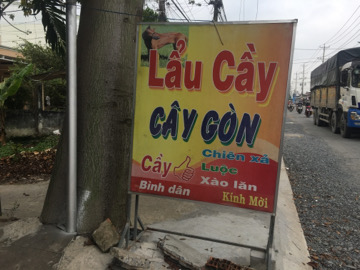 Lẩu Cầy
CÂY GÒN
Chiên xả
Cầy Luộc
Bình dân Xào lăn
Kính Mời